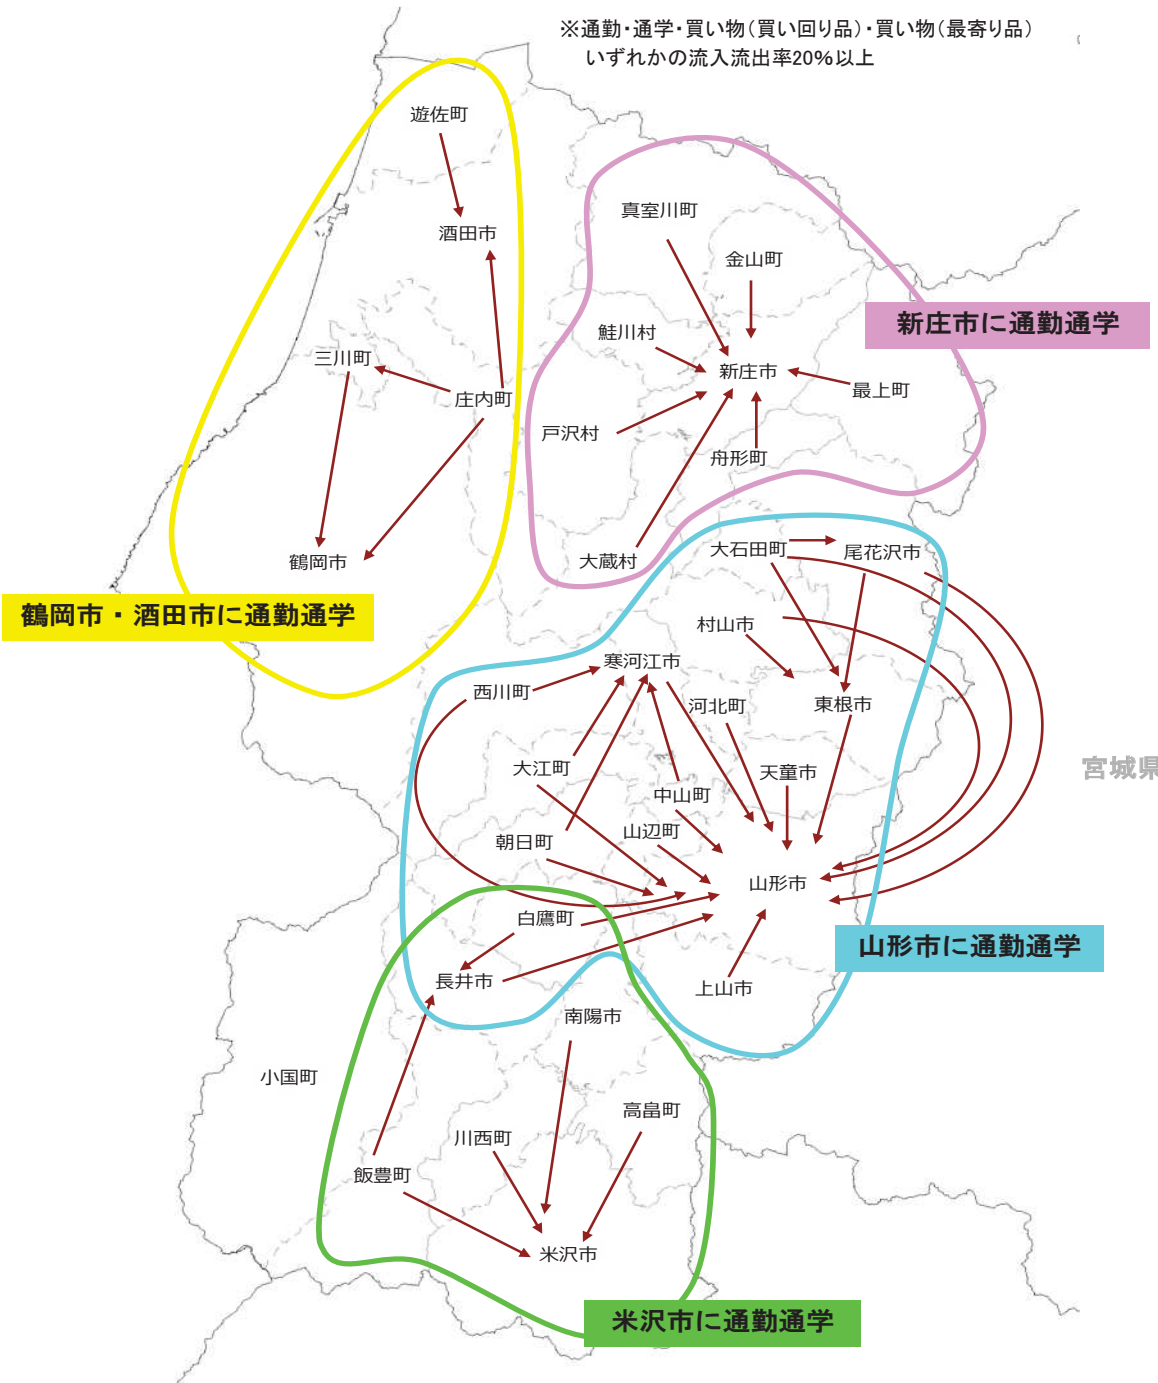 ※通勤・通学・買い物(買い回り品)・買い物(最寄り品)
いずれかの流入流出率20%以上
遊佐町
酒田市
三川町
庄内町
鶴岡市
鶴岡市・酒田市に通勤通学
真室川町
金山町
鮭川村
新庄市
最上町
戸沢村
舟形町
大蔵村
新庄市に通勤通学
大石田町
尾花沢市
村山市
寒河江市
西川町
河北町
東根市
大江町
天童市
中山町
朝日町
山辺町
山形市
白鷹町
長井市
上山市
山形市に通勤通学
宮城県
南陽市
小国町
高畠町
川西町
飯豊町
米沢市
米沢市に通勤通学